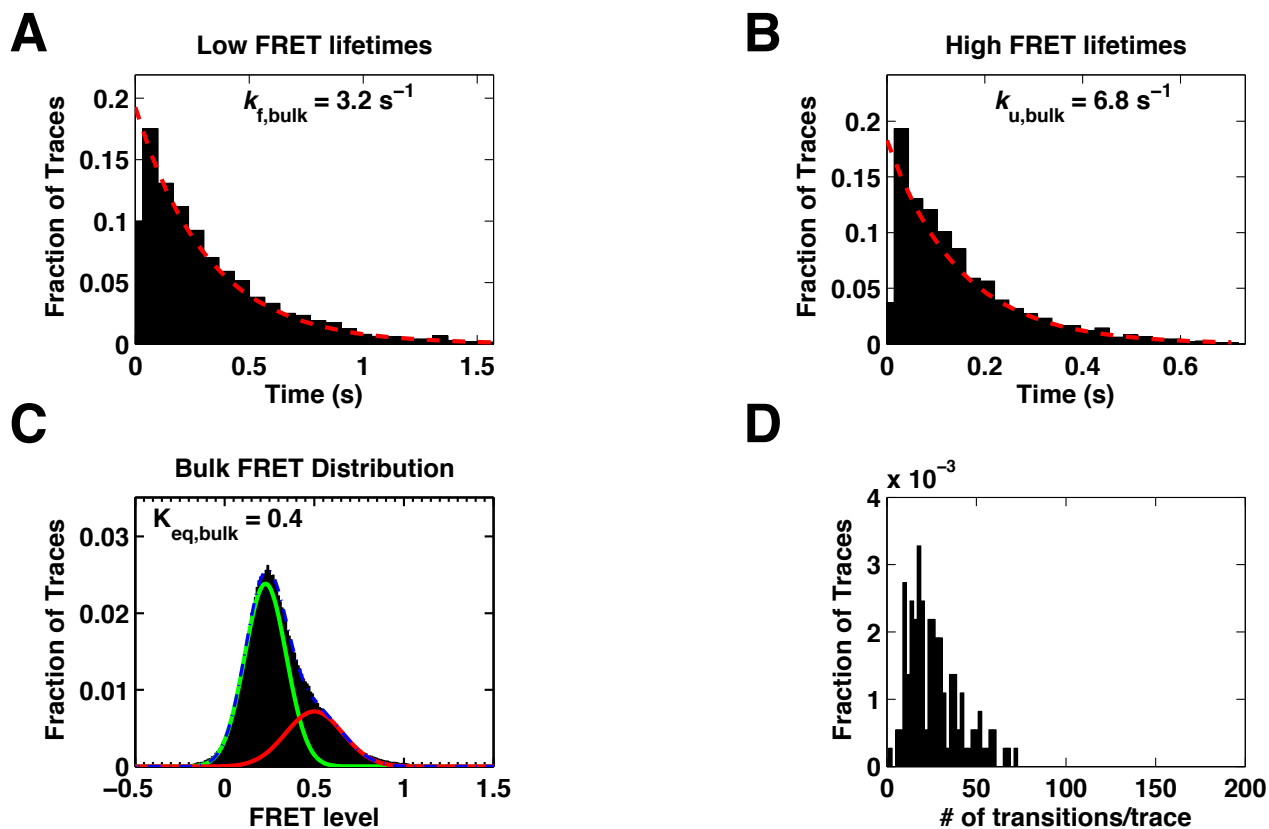 A
Low FRET lifetimes
k_f,bulk = 3.2 s⁻¹
Fraction of Traces
0.2
0.15
0.1
0.05
0
0 0.5 1 1.5
Time (s)
B
High FRET lifetimes
k_u,bulk = 6.8 s⁻¹
Fraction of Traces
0.2
0.15
0.1
0.05
0
0 0.2 0.4 0.6
Time (s)
C
Bulk FRET Distribution
K_eq,bulk = 0.4
Fraction of Traces
0.03
0.02
0.01
0
−0.5 0 0.5 1 1.5
FRET level
D
x 10⁻³
Fraction of Traces
4
3
2
1
0
0 50 100 150 200
# of transitions/trace